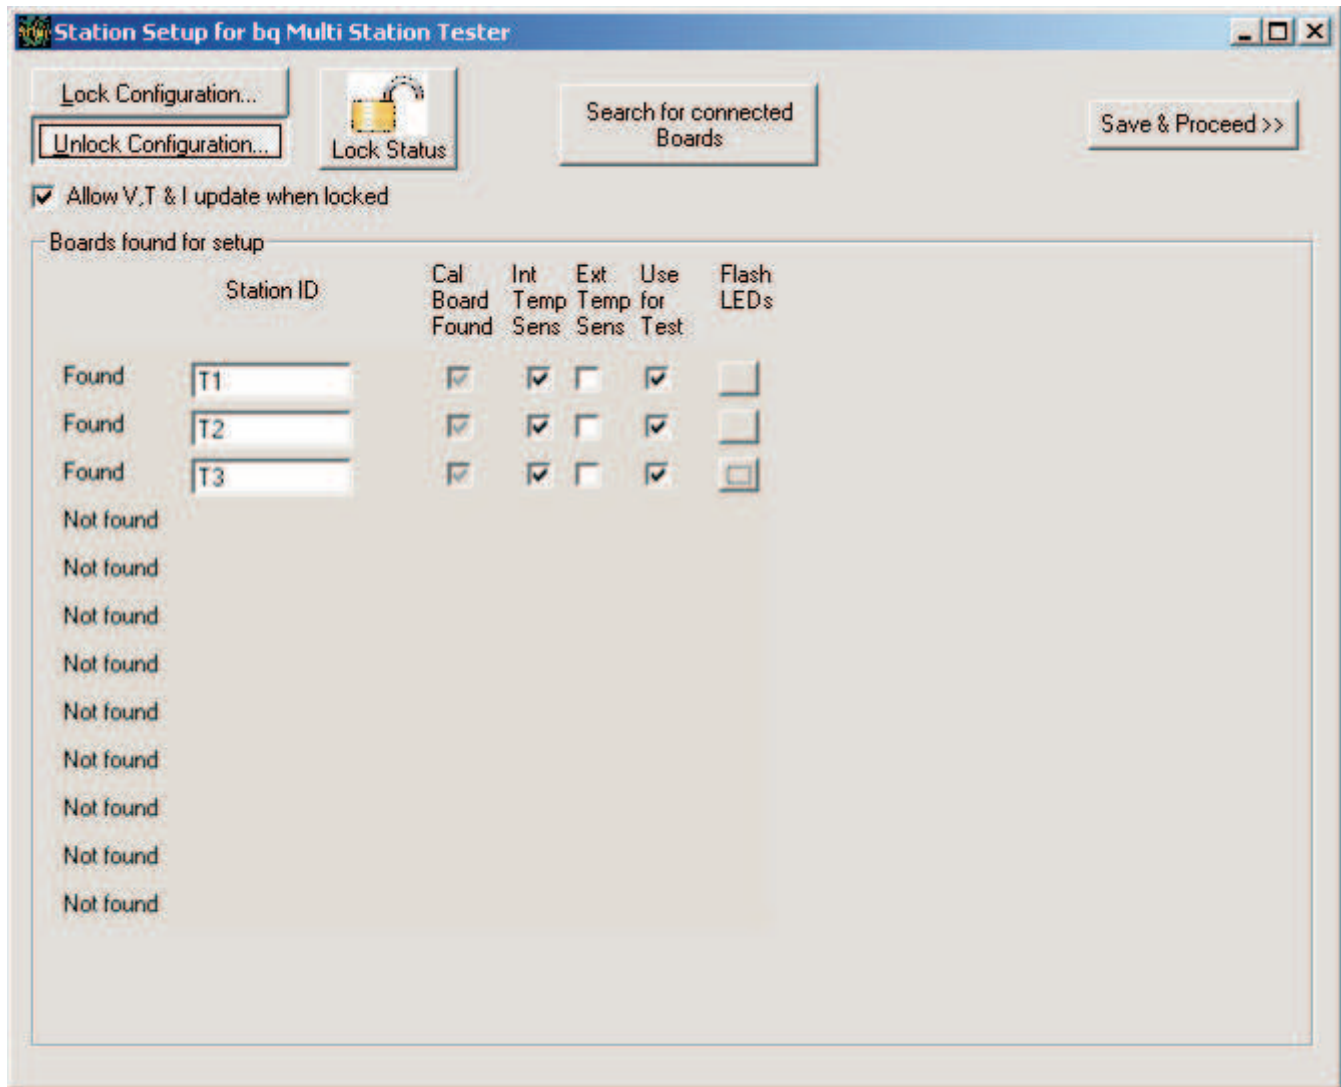 Station Setup for bq Multi Station Tester
Lock Configuration...
Unlock Configuration...
Lock Status
Search for connected
Boards
Save & Proceed >>
Allow V,T & I update when locked
Boards found for setup
Station ID
Cal
Board
Found
Int
Temp
Sens
Ext
Temp
Sens
Use
for
Test
Flash
LEDs
Found T1
Found T2
Found T3
Not found
Not found
Not found
Not found
Not found
Not found
Not found
Not found
Not found